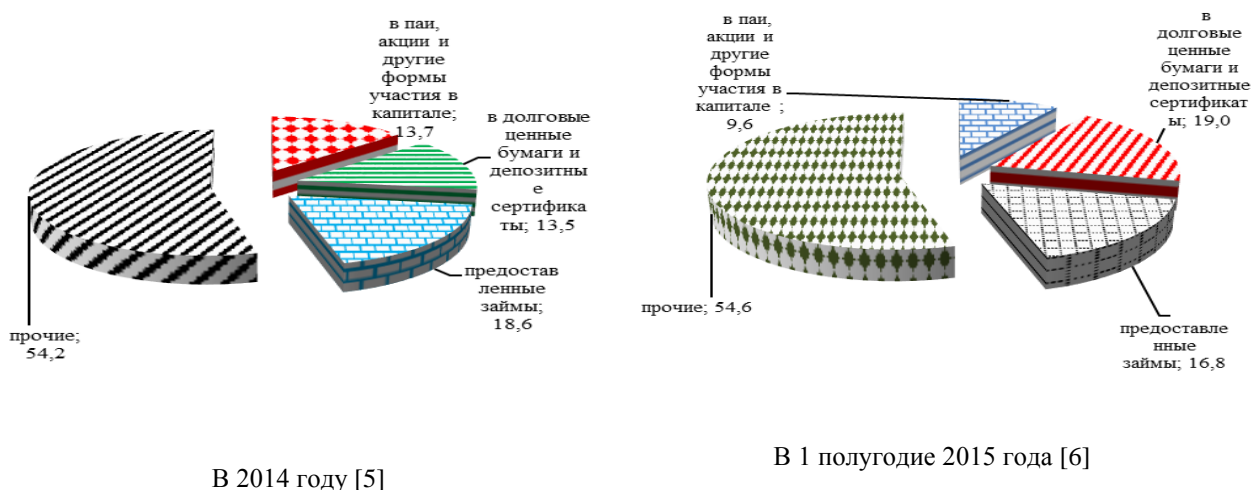 в паи,
акции и
другие
формы
участия в
капитале;
13,7
в долговые
ценные
бумаги и
депозитны
е
сертифика
ты; 13,5
предостав
ленные
займы;
18,6
прочие;
54,2
В 2014 году [5]
в паи,
акции и
другие
формы
участия в
капитале ;
9,6
в
долговые
ценные
бумаги и
депозитные
сертификат
ы; 19,0
предоставле
нные
займы; 16,8
прочие; 54,6
В 1 полугодие 2015 года [6]